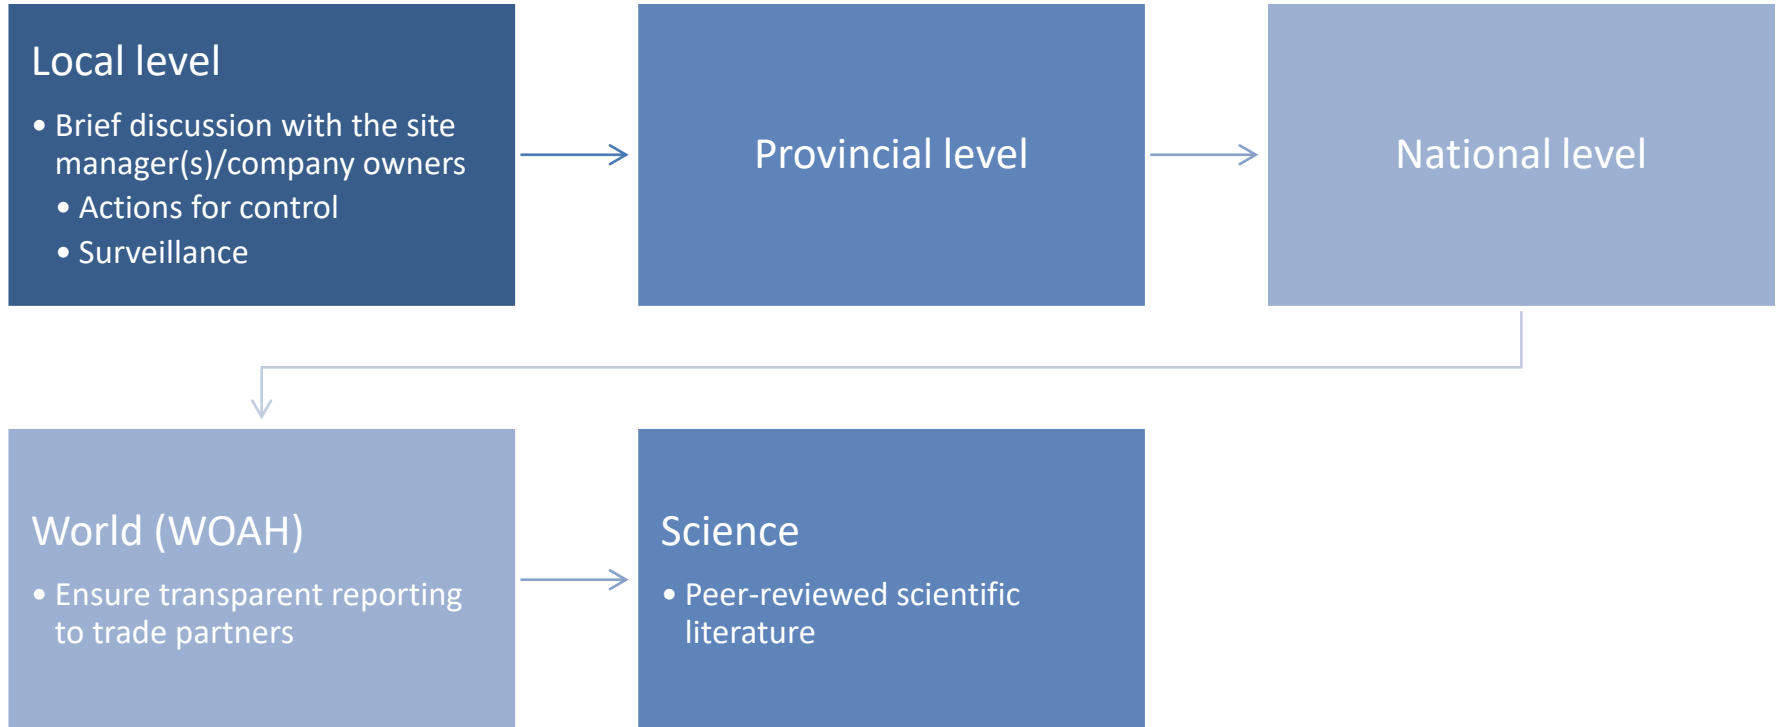 Local level
• Brief discussion with the site
manager(s)/company owners
• Actions for control
• Surveillance
Provincial level
National level
World (WOAH)
• Ensure transparent reporting
to trade partners
Science
• Peer-reviewed scientific
literature